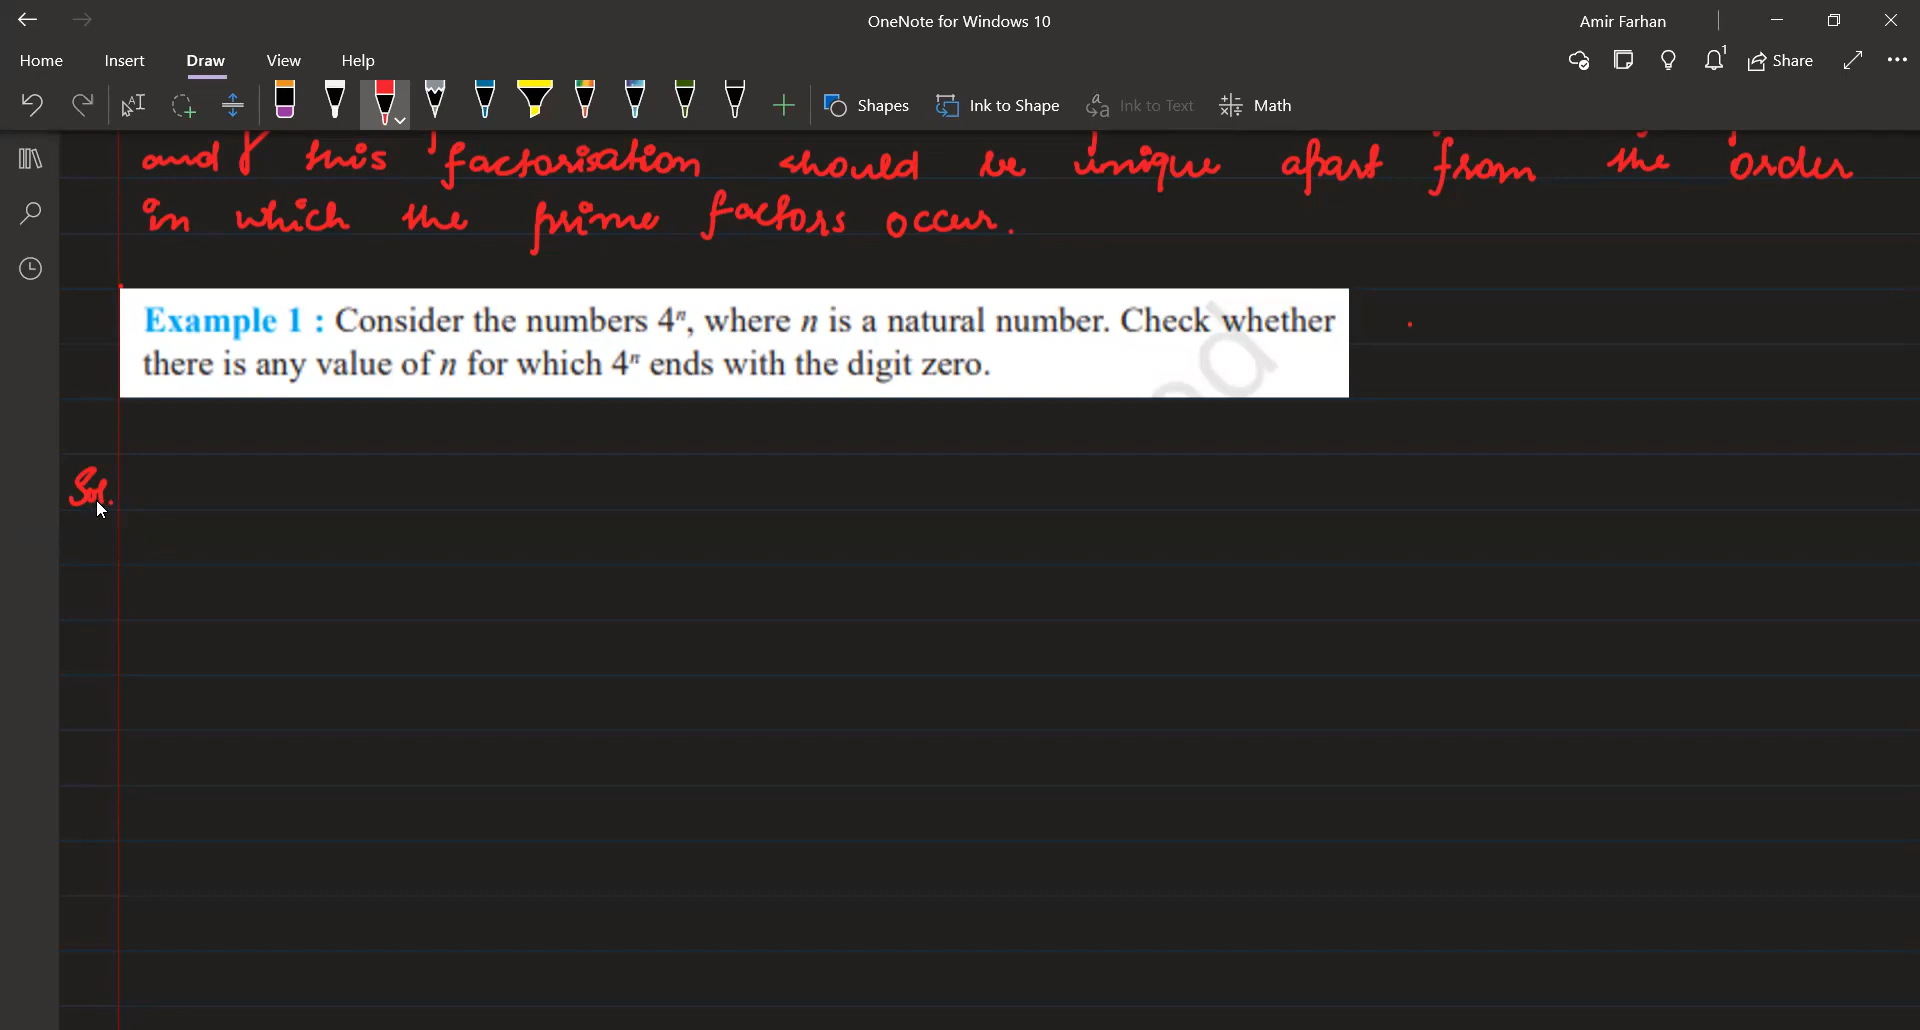 OneNote for Windows 10
Amir Farhan
Home Insert Draw View Help
1 Share
Shapes Ink to Shape Ink to Text Math
and this factorisation should be unique apart from the order
in which the prime factors occur.
Example 1 : Consider the numbers 4ⁿ, where n is a natural number. Check whether
there is any value of n for which 4ⁿ ends with the digit zero.
Sol.